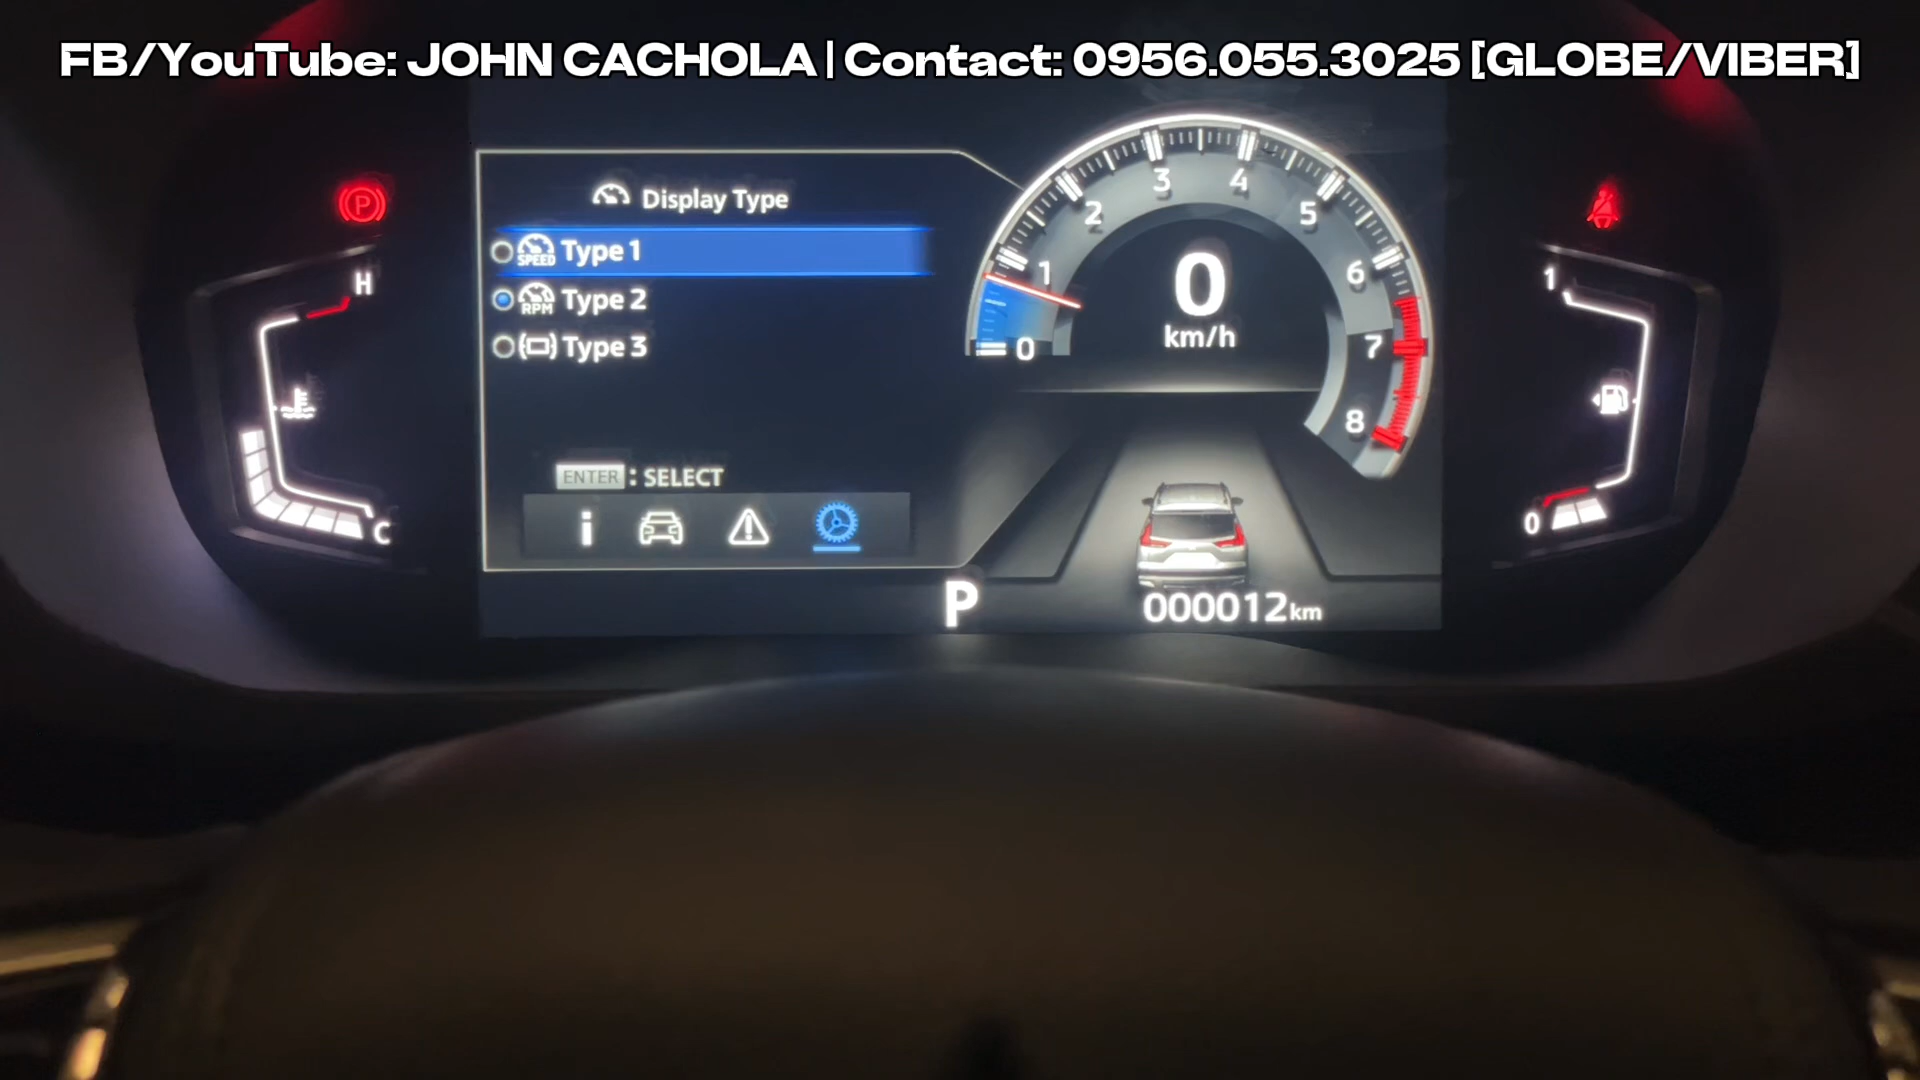 FB/YouTube: JOHN CACHOLA | Contact: 0956.055.3025 [GLOBE/VIBER]
Display Type
SPEED Type 1
RPM Type 2
Type 3
ENTER : SELECT
i
P
H
C
0
1
2
3
4
5
6
7
8
0
km/h
P
000012km
1
0